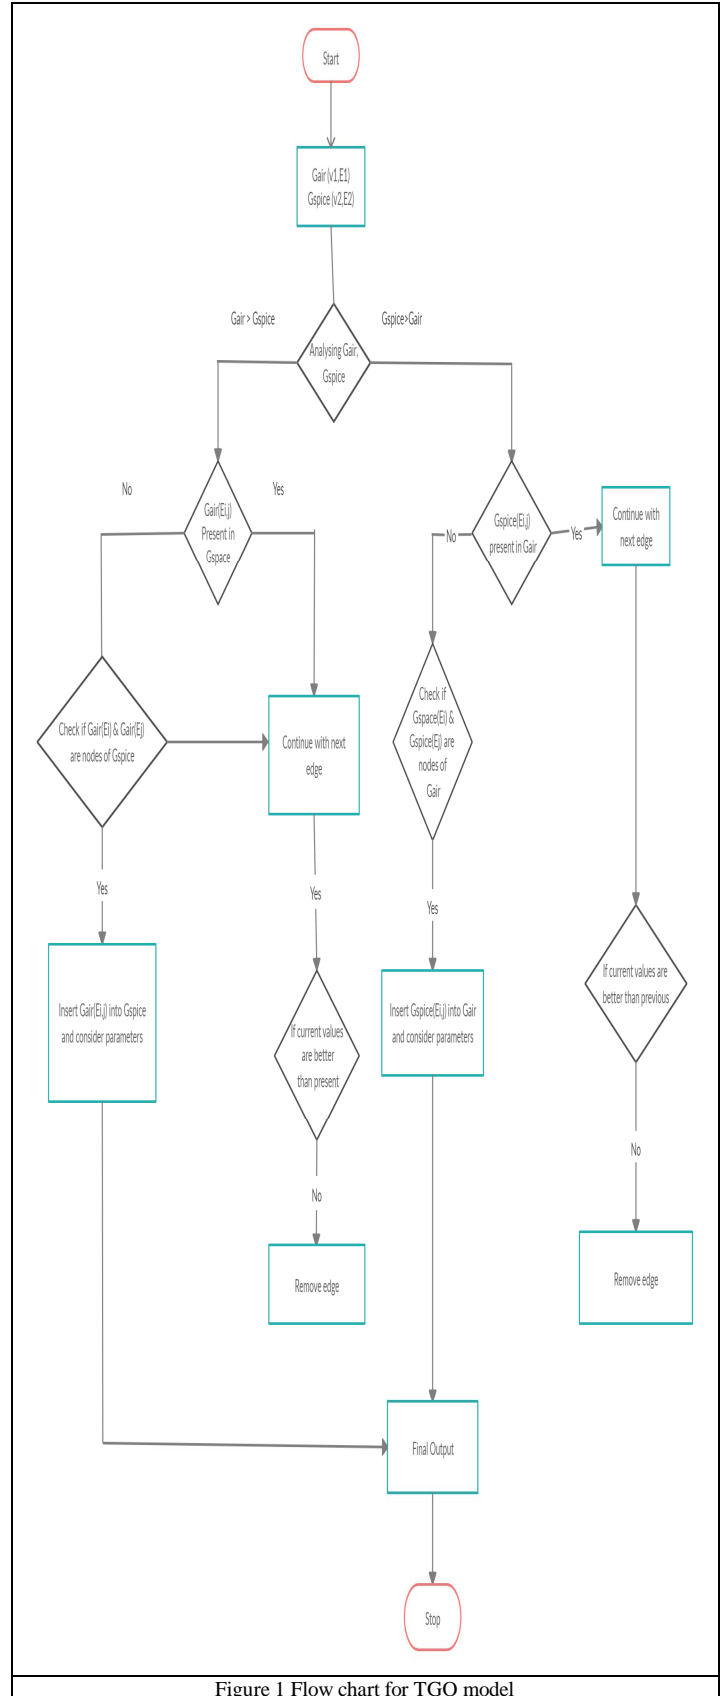 Start
Gair (v1,E1)
Gspice (v2,E2)
Gair > Gspice
Gspice>Gair
Analysing Gair,
Gspice
No
Yes
Gair(Ei,j)
Present in
Gspace
No
Gspice(Ei,j)
present in Gair
Yes
Continue with
next edge
Check if Gair(Ei) & Gair(Ej)
are nodes of Gspice
Continue with next
edge
Check if
Gspace(Ei) &
Gspice(Ej) are
nodes of
Gair
Yes
Yes
Yes
Insert Gair(Ei,j) into Gspice
and consider parameters
If current values
are better
than present
Insert Gspice(Ei,j) into Gair
and consider parameters
If current values are
better than previous
No
No
Remove edge
Remove edge
Final Output
Stop
Figure 1 Flow chart for TGO model